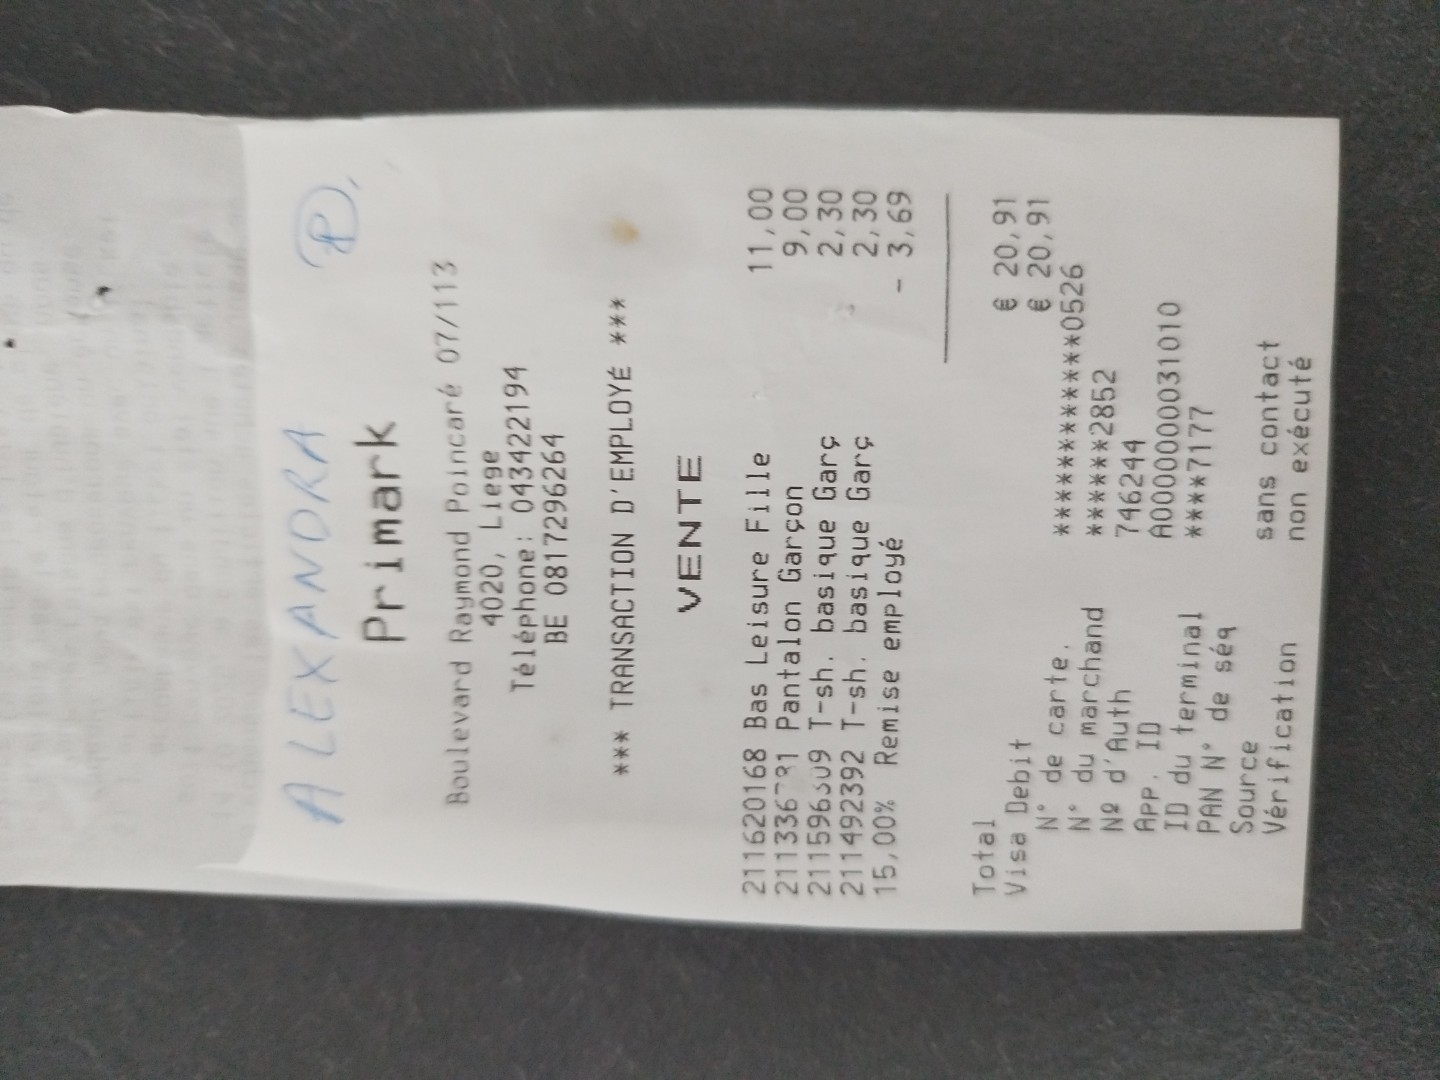 ALEXANDRA P.
Primark
Boulevard Raymond Poincaré 07/113
4020, Liege
Téléphone: 043422194
BE 0817296264
*** TRANSACTION D'EMPLOYÉ ***
VENTE
211620168 Bas Leisure Fille 11,00
Pantalon Garçon 9,00
T-sh. basique Garç 2,30
211492392 T-sh. basique Garç 2,30
15,00% Remise employé - 3,69
Total € 20,91
Visa Debit € 20,91
N° de carte. ************0526
N° du marchand ******2852
Nº d'Auth 746244
App. ID A0000000031010
ID du terminal ****7177
PAN N° de séq
Source sans contact
Vérification non exécuté